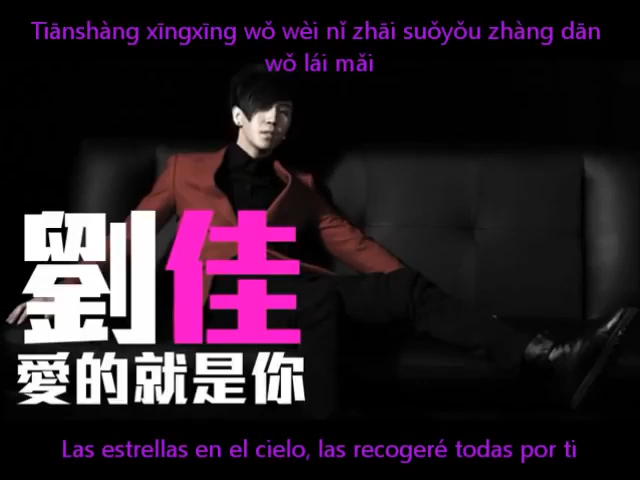 Tiānshàng xīngxīng wǒ wèi nǐ zhāi suǒyǒu zhàng dān
wǒ lái mǎi
劉佳
愛的就是你
Las estrellas en el cielo, las recogeré todas por ti